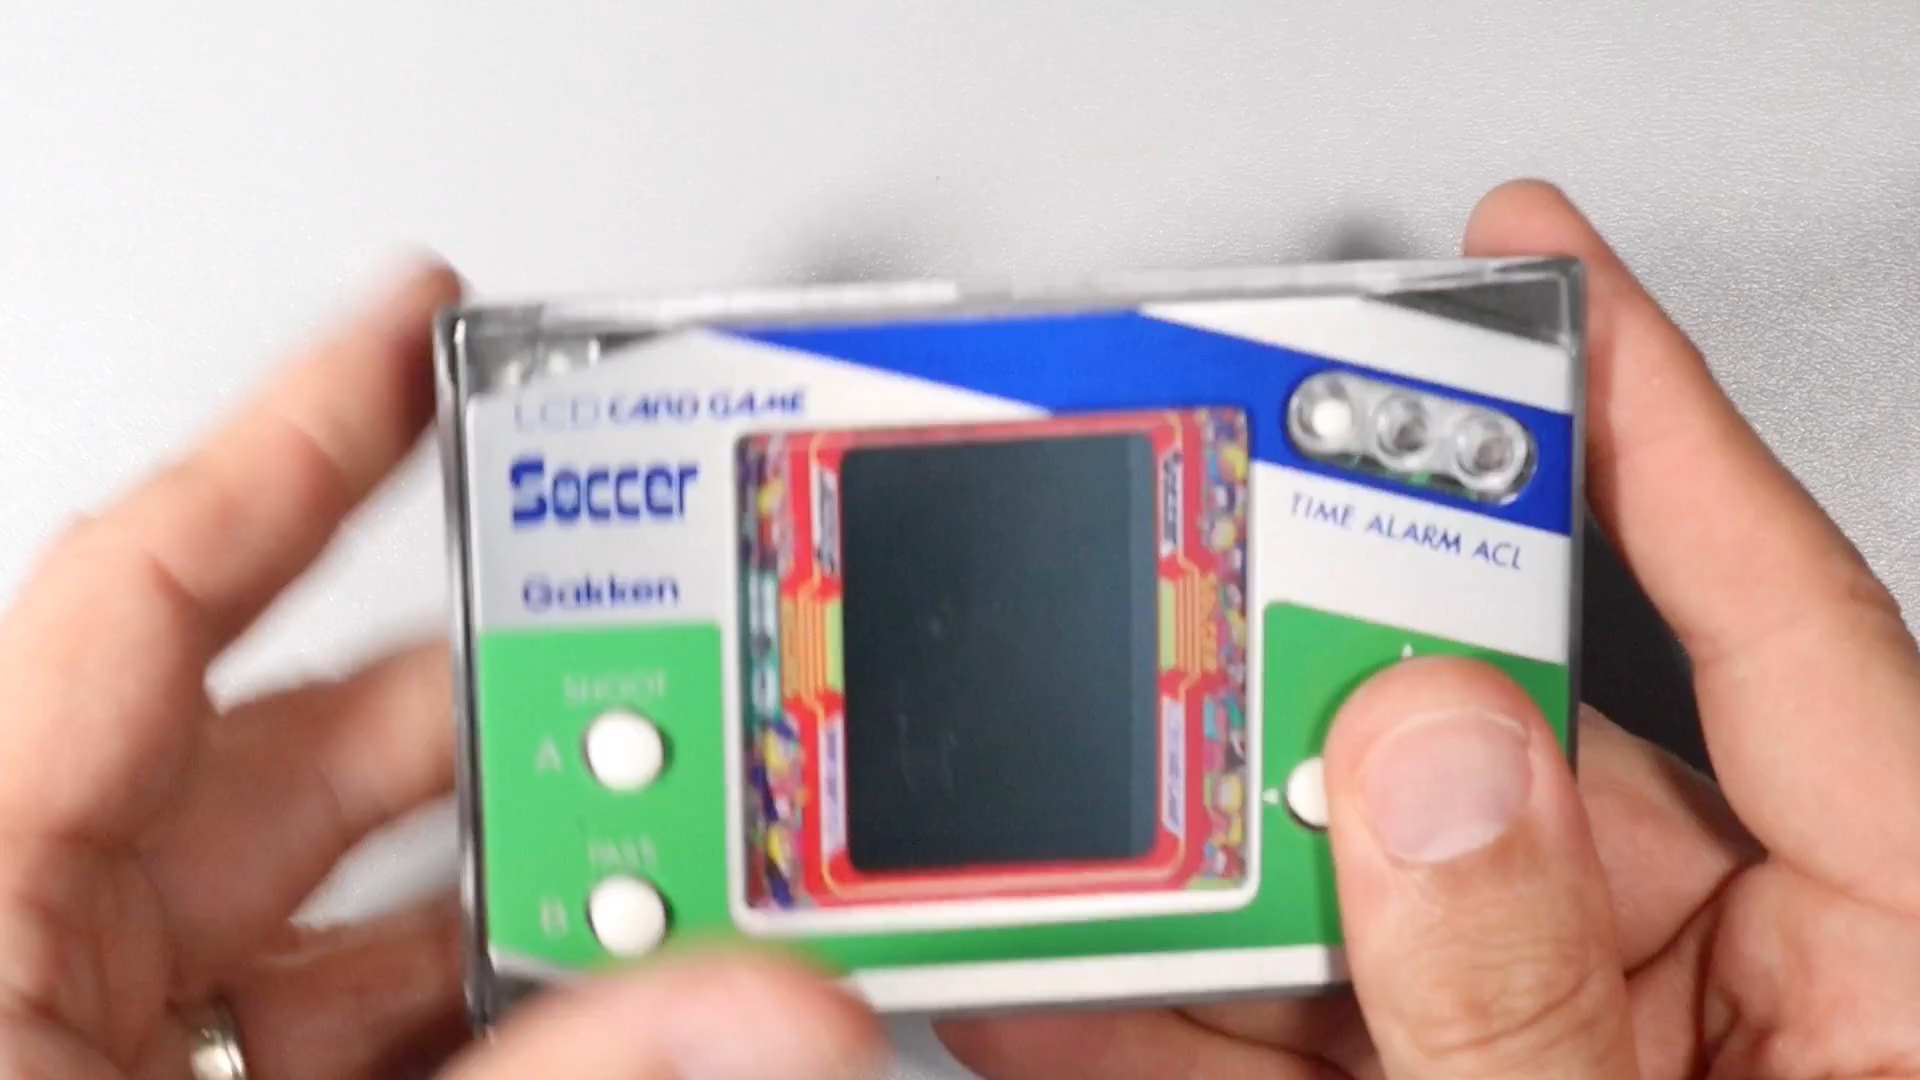 LCD CARD GAME
Soccer
Gakken
TIME ALARM ACL
SHOOT
A
PASS
B